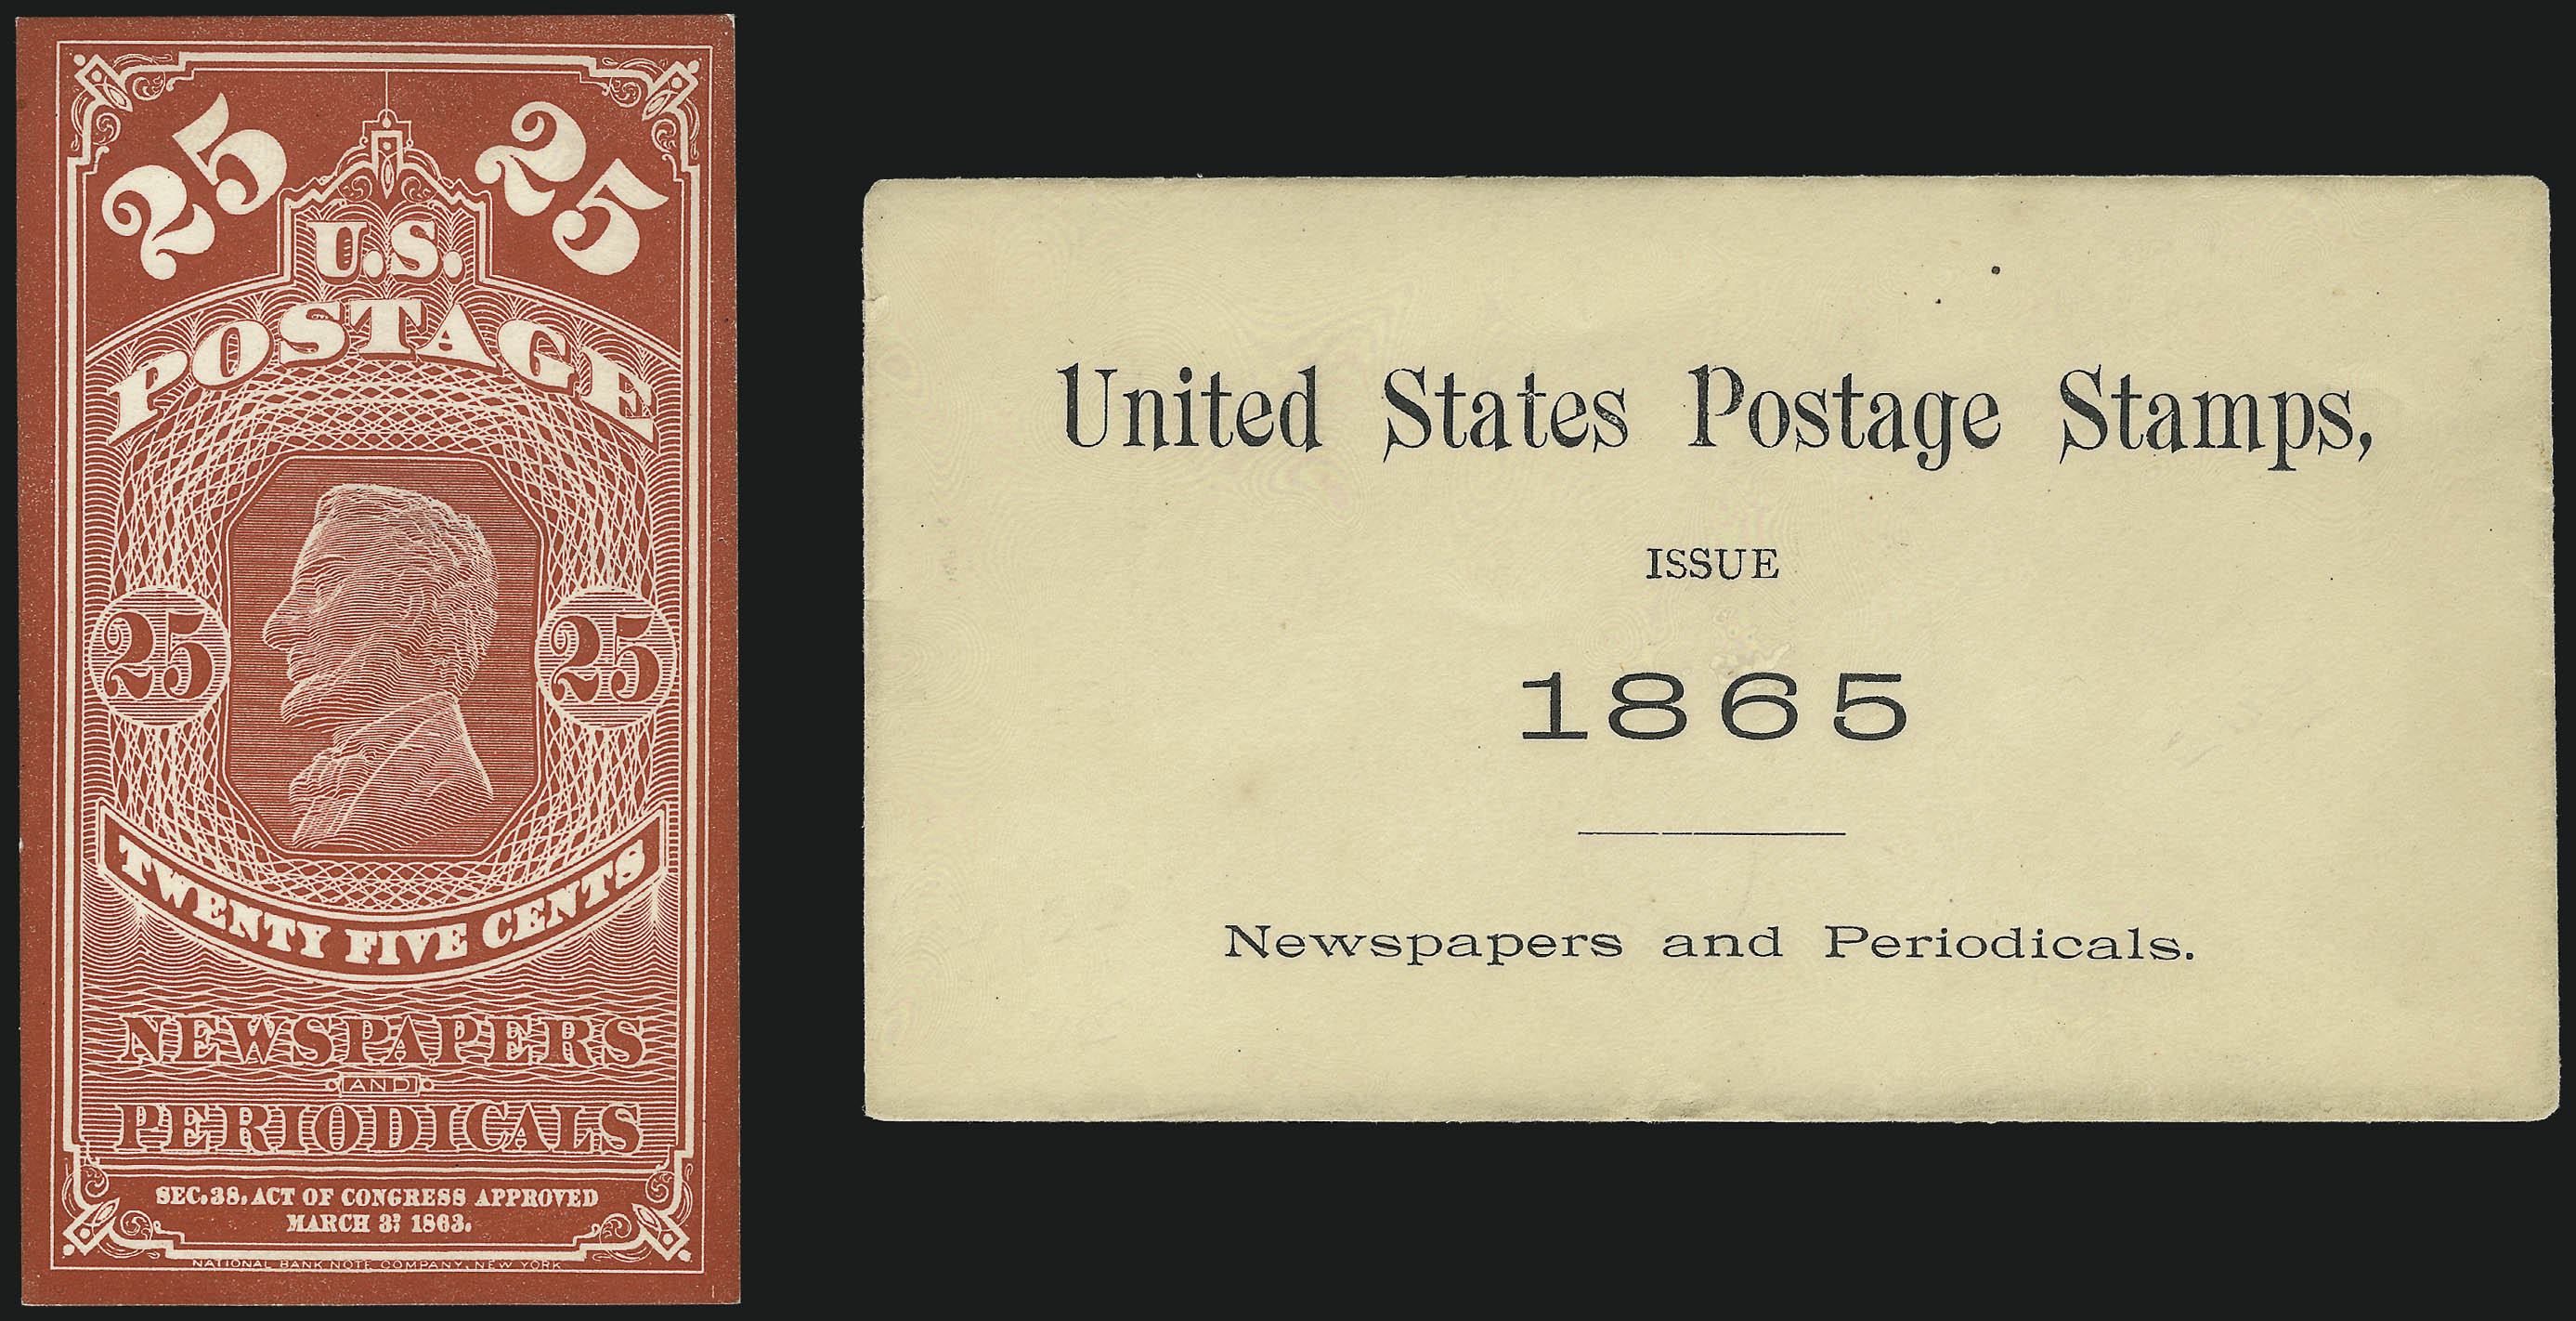 25 25
U.S.
POSTAGE
25 25
TWENTY FIVE CENTS
NEWSPAPERS
AND
PERIODICALS
SEC. 38, ACT OF CONGRESS APPROVED
MARCH 3D 1863.
NATIONAL BANK NOTE COMPANY, NEW YORK
United States Postage Stamps,
ISSUE
1865
Newspapers and Periodicals.